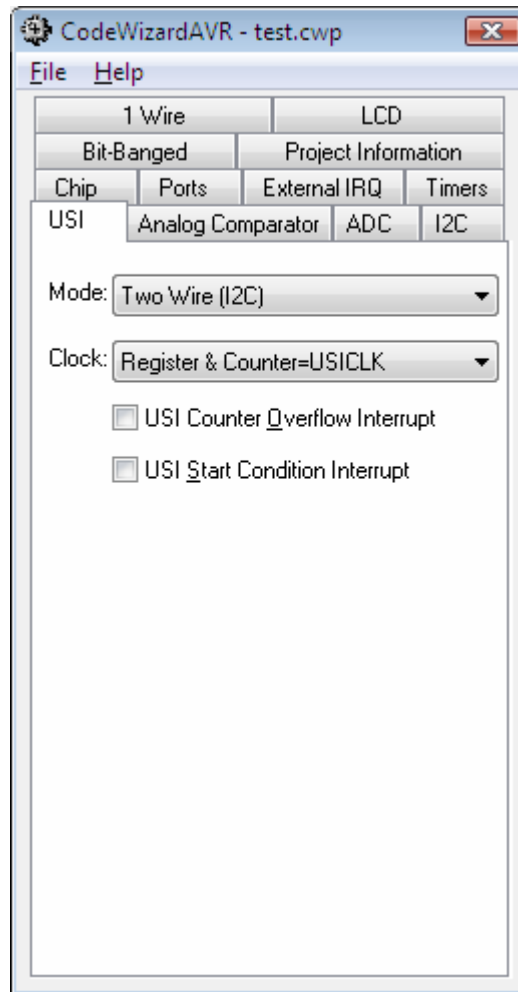 CodeWizardAVR - test.cwp
File Help
1 Wire LCD
Bit-Banged Project Information
Chip Ports External IRQ Timers
USI Analog Comparator ADC I2C
Mode: Two Wire (I2C)
Clock: Register & Counter=USICLK
USI Counter Overflow Interrupt
USI Start Condition Interrupt